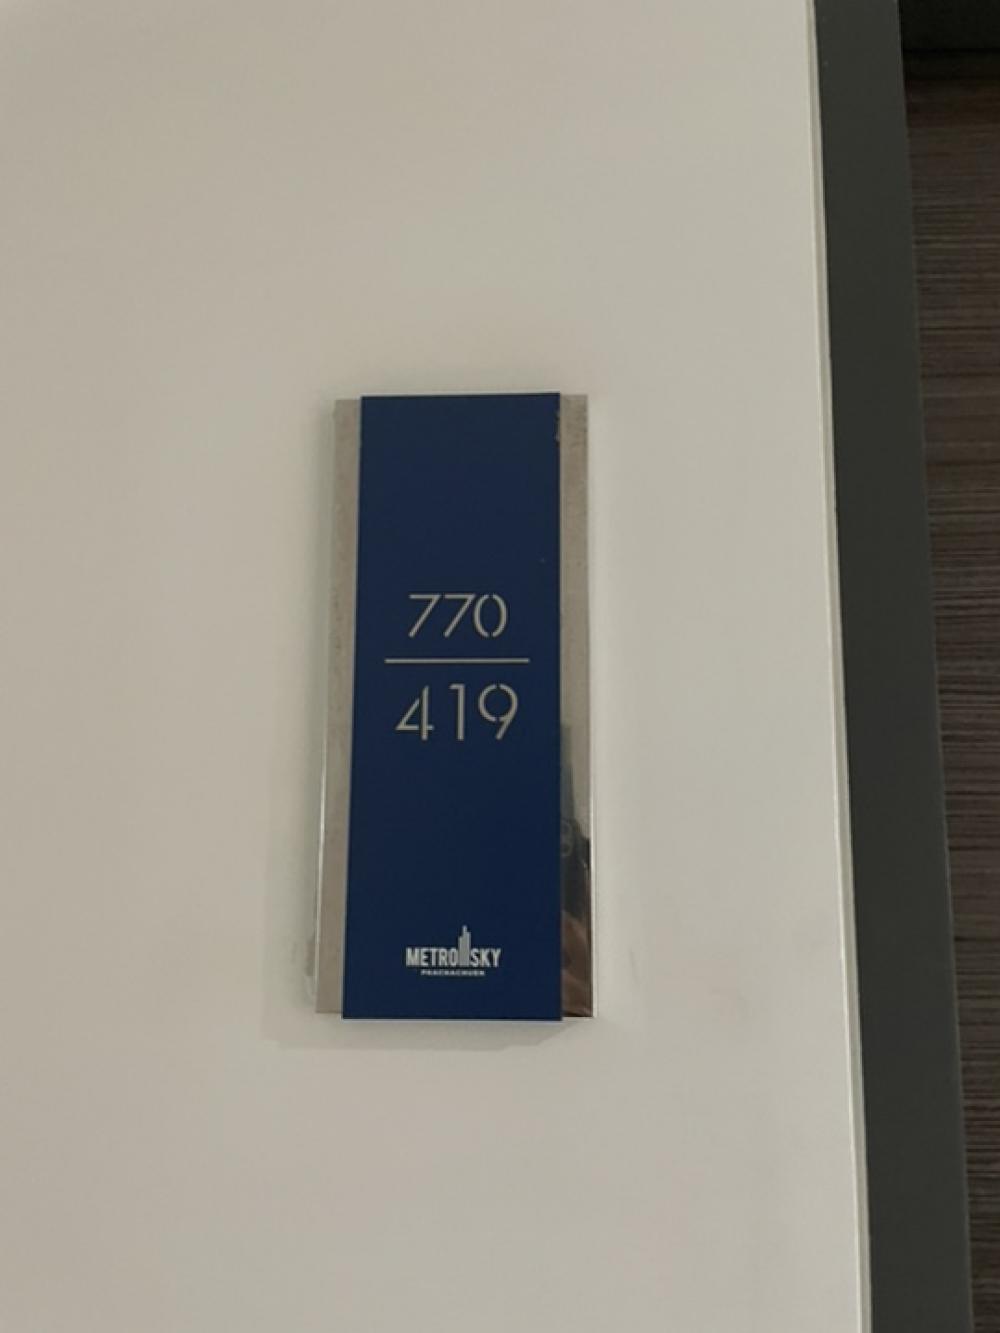 770
419
METRO SKY
PRACHACHUEN